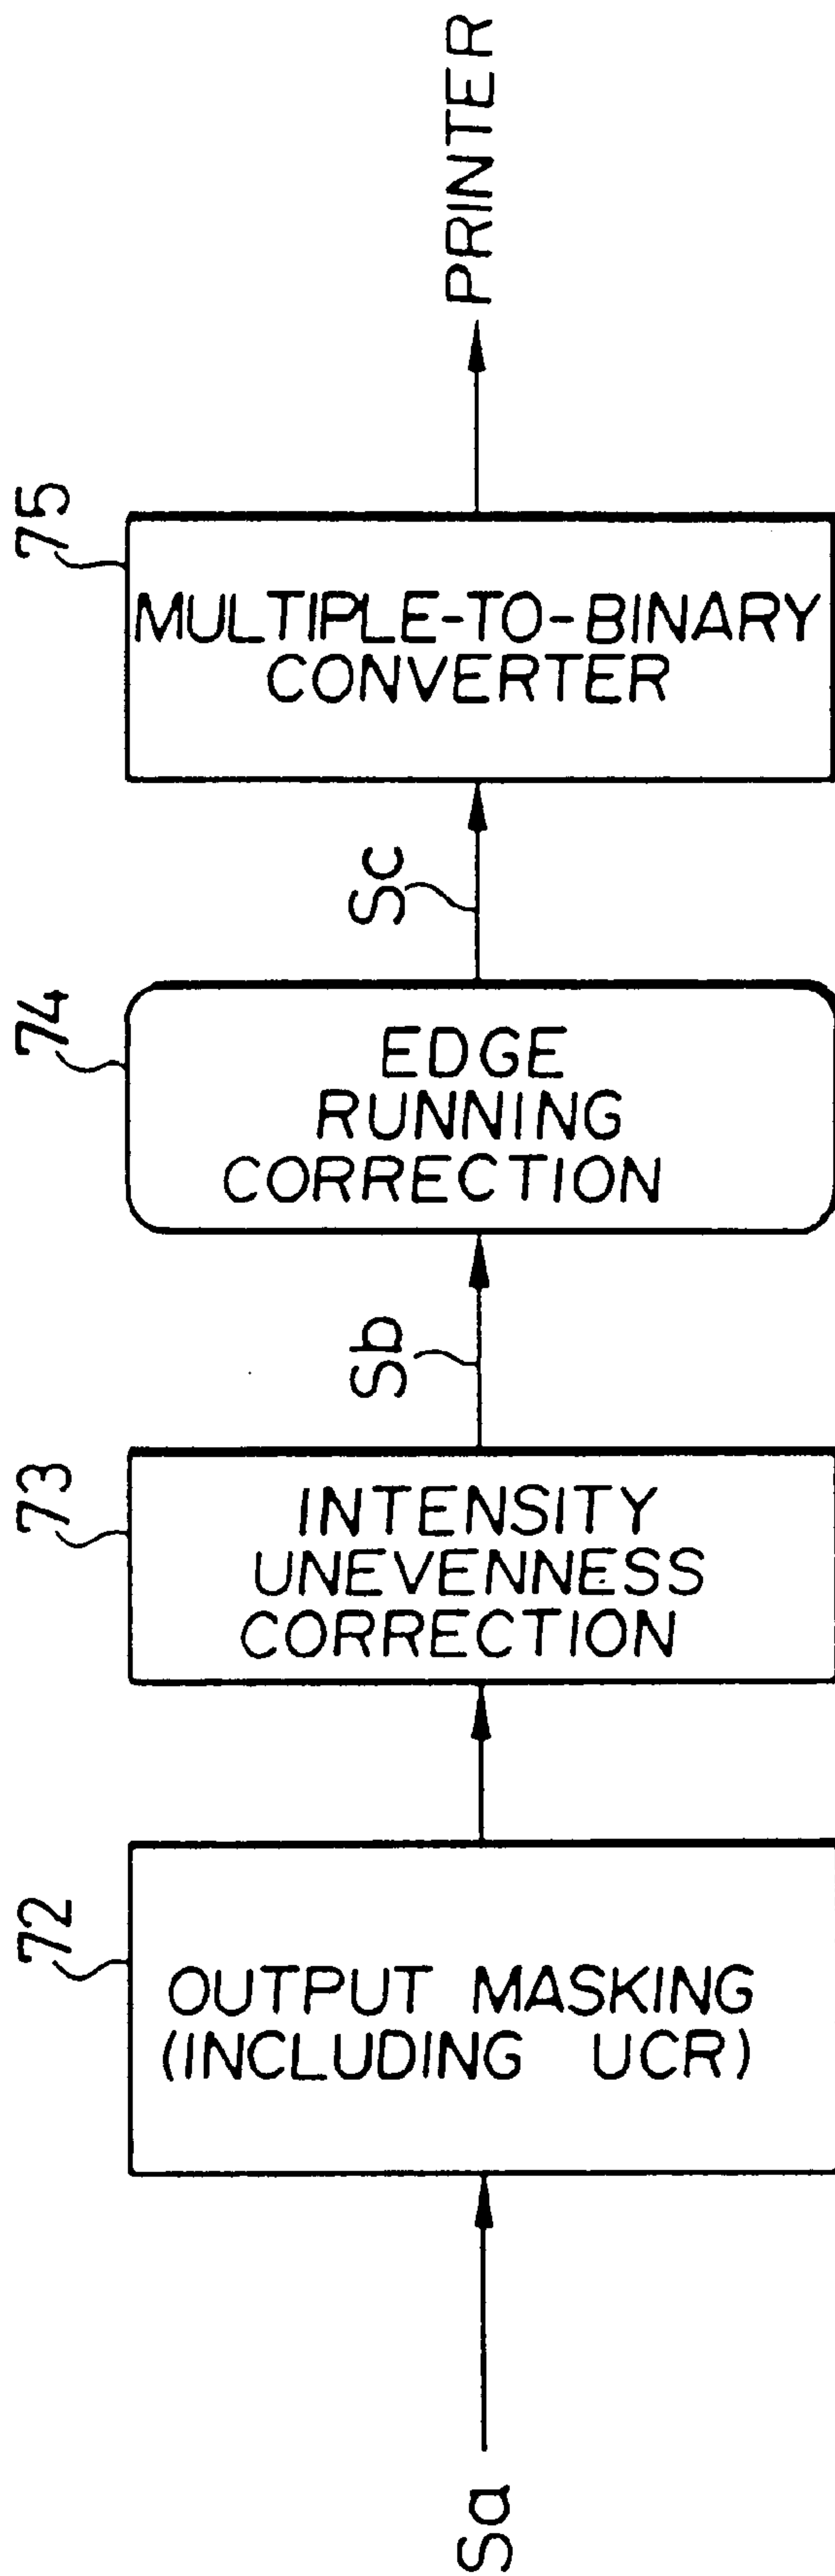 Sa
72
OUTPUT MASKING
(INCLUDING UCR)
73
INTENSITY
UNEVENNESS
CORRECTION
Sb
74
EDGE
RUNNING
CORRECTION
Sc
75
MULTIPLE-TO-BINARY
CONVERTER
PRINTER